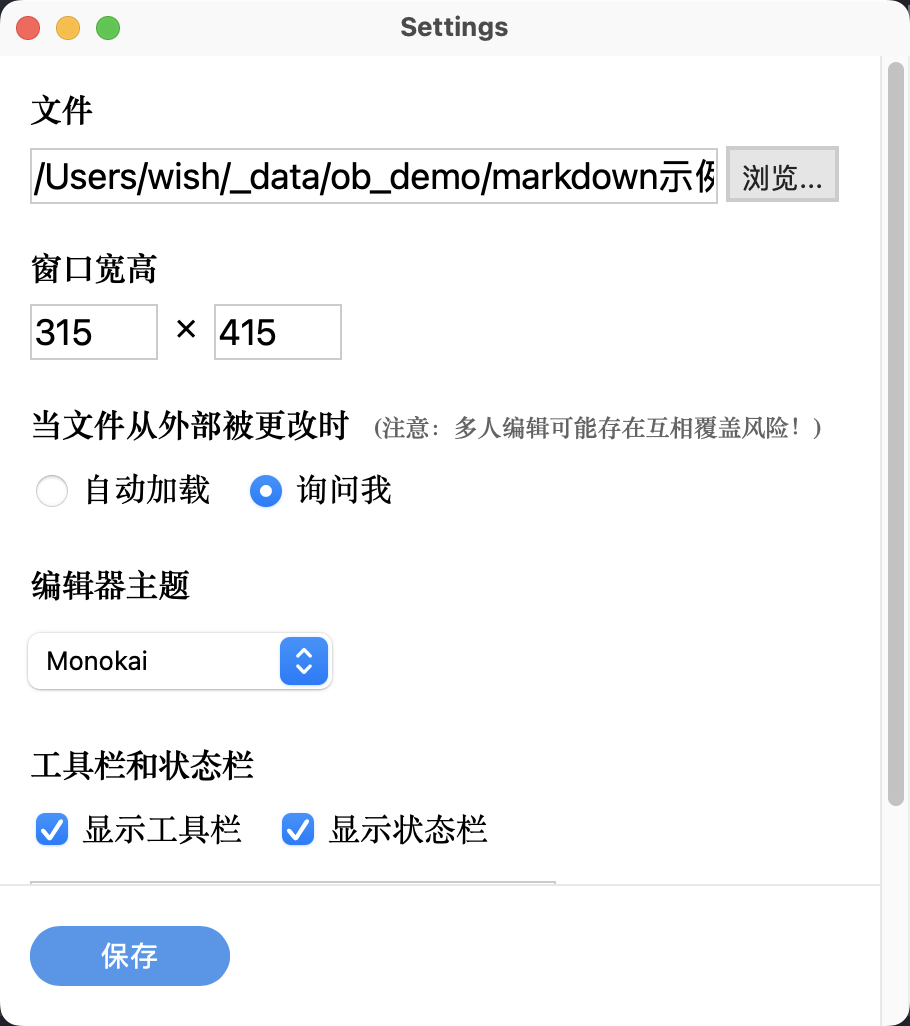 Settings
文件
/Users/wish/_data/ob_demo/markdown示例 浏览...
窗口宽高
315 × 415
当文件从外部被更改时 (注意：多人编辑可能存在互相覆盖风险！)
自动加载 询问我
编辑器主题
Monokai
工具栏和状态栏
显示工具栏 显示状态栏
保存